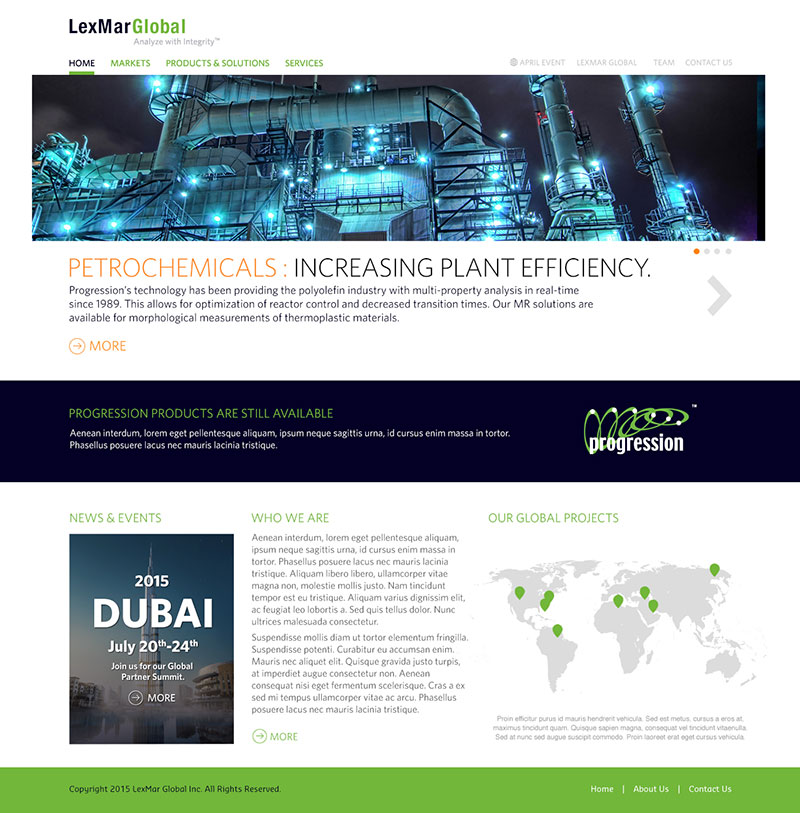 LexMarGlobal
Analyze with Integrity™
HOME MARKETS PRODUCTS & SOLUTIONS SERVICES APRIL EVENT LEXMAR GLOBAL TEAM CONTACT US
PETROCHEMICALS : INCREASING PLANT EFFICIENCY.
Progression's technology has been providing the polyolefin industry with multi-property analysis in real-time
since 1989. This allows for optimization of reactor control and decreased transition times. Our MR solutions are
available for morphological measurements of thermoplastic materials.
MORE
PROGRESSION PRODUCTS ARE STILL AVAILABLE
Aenean interdum, lorem eget pellentesque aliquam, ipsum neque sagittis urna, id cursus enim massa in tortor.
Phasellus posuere lacus nec mauris lacinia tristique.
progression™
NEWS & EVENTS
2015
DUBAI
July 20th-24th
Join us for our Global
Partner Summit.
MORE
WHO WE ARE
Aenean interdum, lorem eget pellentesque aliquam,
ipsum neque sagittis urna, id cursus enim massa in
tortor. Phasellus posuere lacus nec mauris lacinia
tristique. Aliquam libero libero, ullamcorper vitae
magna non, molestie mollis justo. Nam tincidunt
tempor est eu tristique. Aliquam varius dignissim elit,
ac feugiat leo lobortis a. Sed quis tellus dolor. Nunc
ultrices malesuada consectetur.
Suspendisse mollis diam ut tortor elementum fringilla.
Suspendisse potenti. Curabitur eu accumsan enim.
Mauris nec aliquet elit. Quisque gravida justo turpis,
at imperdiet augue consectetur non. Aenean
consequat nisi eget fermentum scelerisque. Cras a ex
sed mi tempus ullamcorper vitae ac arcu. Phasellus
posuere lacus nec mauris lacinia tristique.
MORE
OUR GLOBAL PROJECTS
Proin efficitur purus id mauris hendrerit vehicula. Sed est metus, cursus a eros at,
maximus tincidunt quam. Quisque sapien magna, consequat vel tincidunt vitaenulla.
Sed at nunc sed augue suscipit commodo. Proin laoreet erat eget cursus vehicula.
Copyright 2015 LexMar Global Inc. All Rights Reserved.
Home | About Us | Contact Us